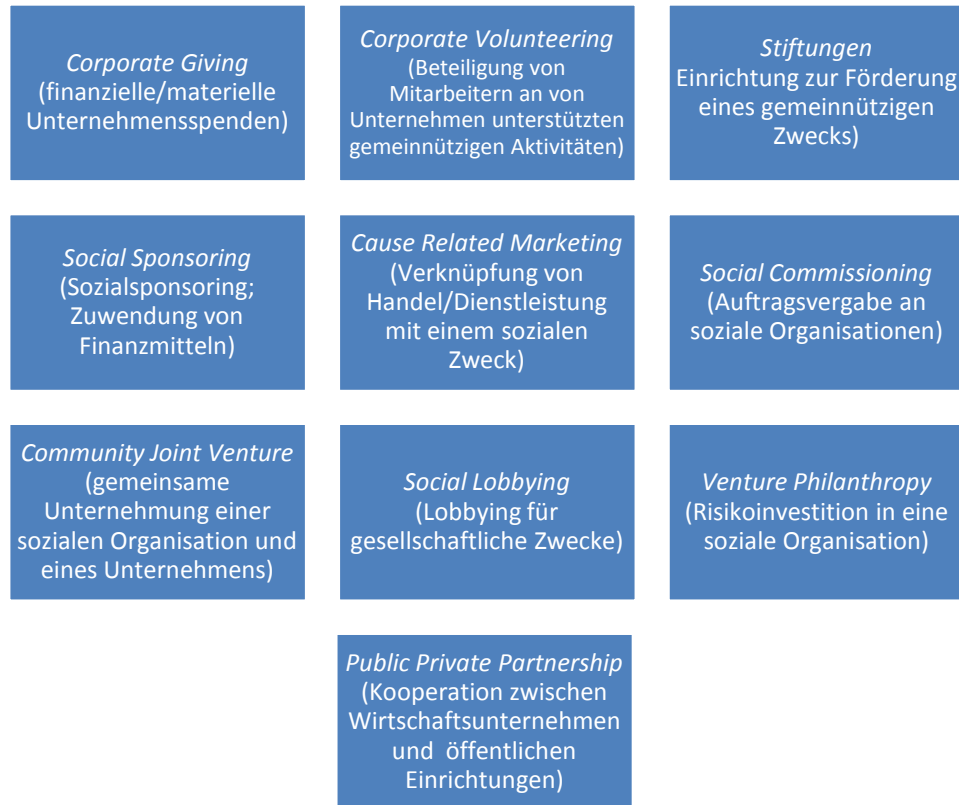 Corporate Giving
(finanzielle/materielle
Unternehmensspenden)
Corporate Volunteering
(Beteiligung von
Mitarbeitern an von
Unternehmen unterstützten
gemeinnützigen Aktivitäten)
Stiftungen
Einrichtung zur Förderung
eines gemeinnützigen
Zwecks)
Social Sponsoring
(Sozialsponsoring;
Zuwendung von
Finanzmitteln)
Cause Related Marketing
(Verknüpfung von
Handel/Dienstleistung
mit einem sozialen
Zweck)
Social Commissioning
(Auftragsvergabe an
soziale Organisationen)
Community Joint Venture
(gemeinsame
Unternehmung einer
sozialen Organisation und
eines Unternehmens)
Social Lobbying
(Lobbying für
gesellschaftliche Zwecke)
Venture Philanthropy
(Risikoinvestition in eine
soziale Organisation)
Public Private Partnership
(Kooperation zwischen
Wirtschaftsunternehmen
und öffentlichen
Einrichtungen)